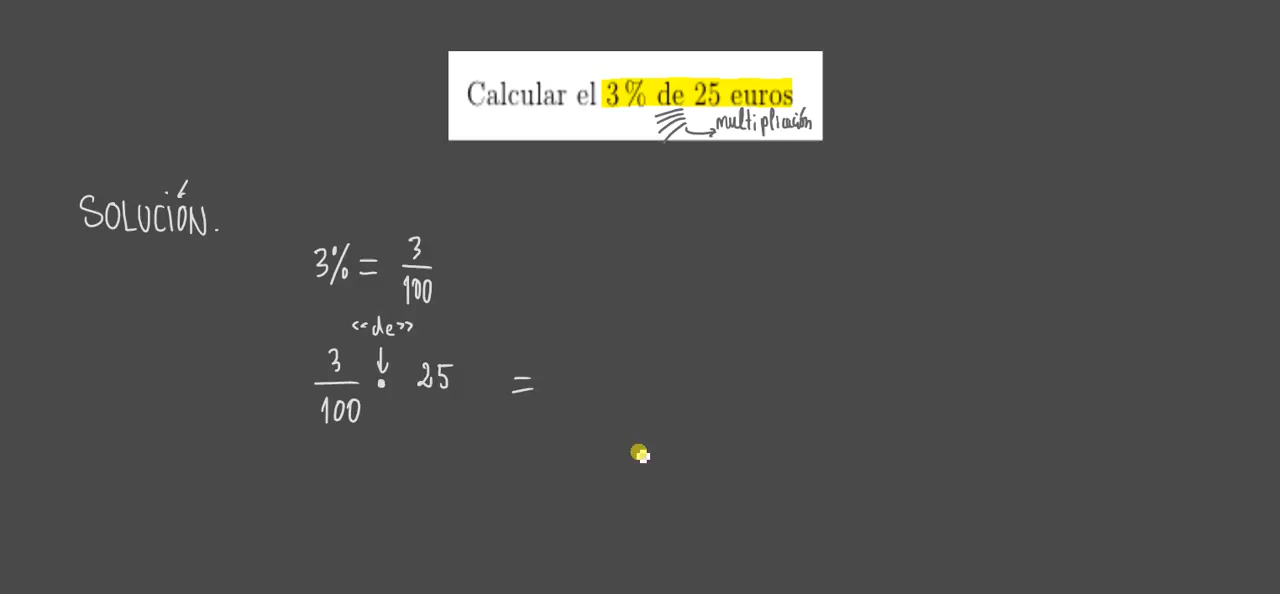 Calcular el 3% de 25 euros
multiplicación
SOLUCIÓN.
3% = 3/100
«de»
↓
3/100 · 25 =